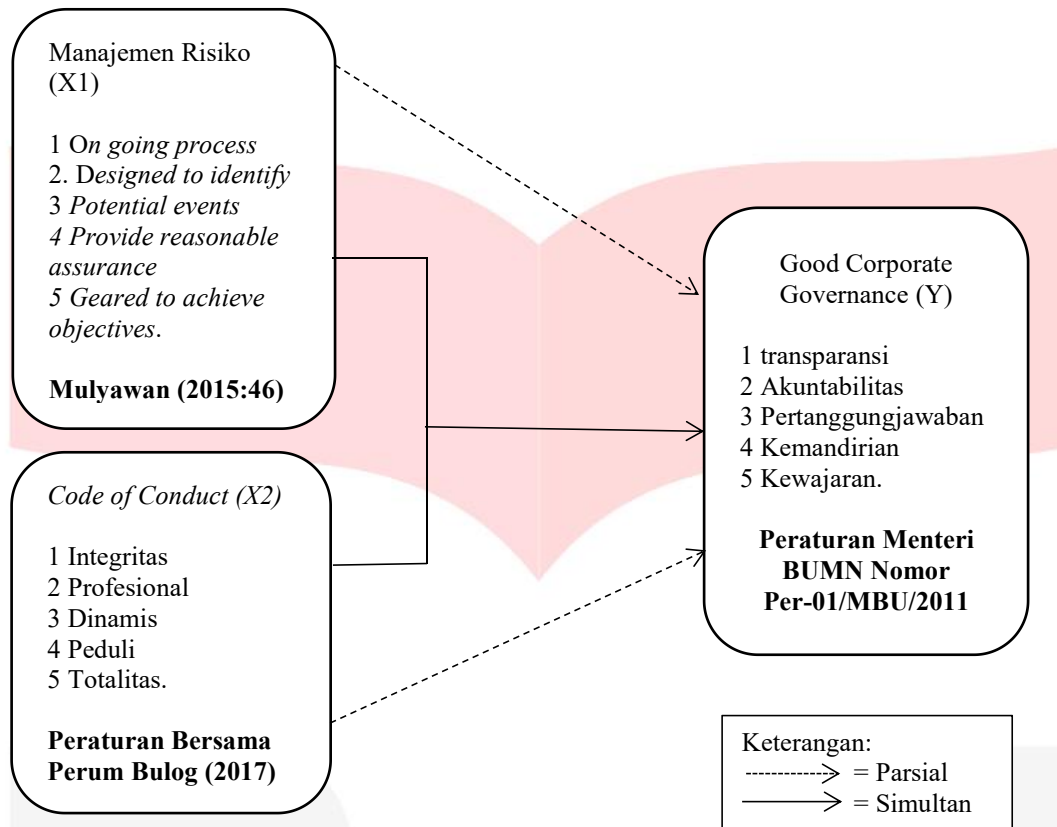 Manajemen Risiko
(X1)
1 On going process
2. Designed to identify
3 Potential events
4 Provide reasonable
assurance
5 Geared to achieve
objectives.
Mulyawan (2015:46)
Code of Conduct (X2)
1 Integritas
2 Profesional
3 Dinamis
4 Peduli
5 Totalitas.
Peraturan Bersama
Perum Bulog (2017)
Good Corporate
Governance (Y)
1 transparansi
2 Akuntabilitas
3 Pertanggungjawaban
4 Kemandirian
5 Kewajaran.
Peraturan Menteri
BUMN Nomor
Per-01/MBU/2011
Keterangan:
= Parsial
= Simultan